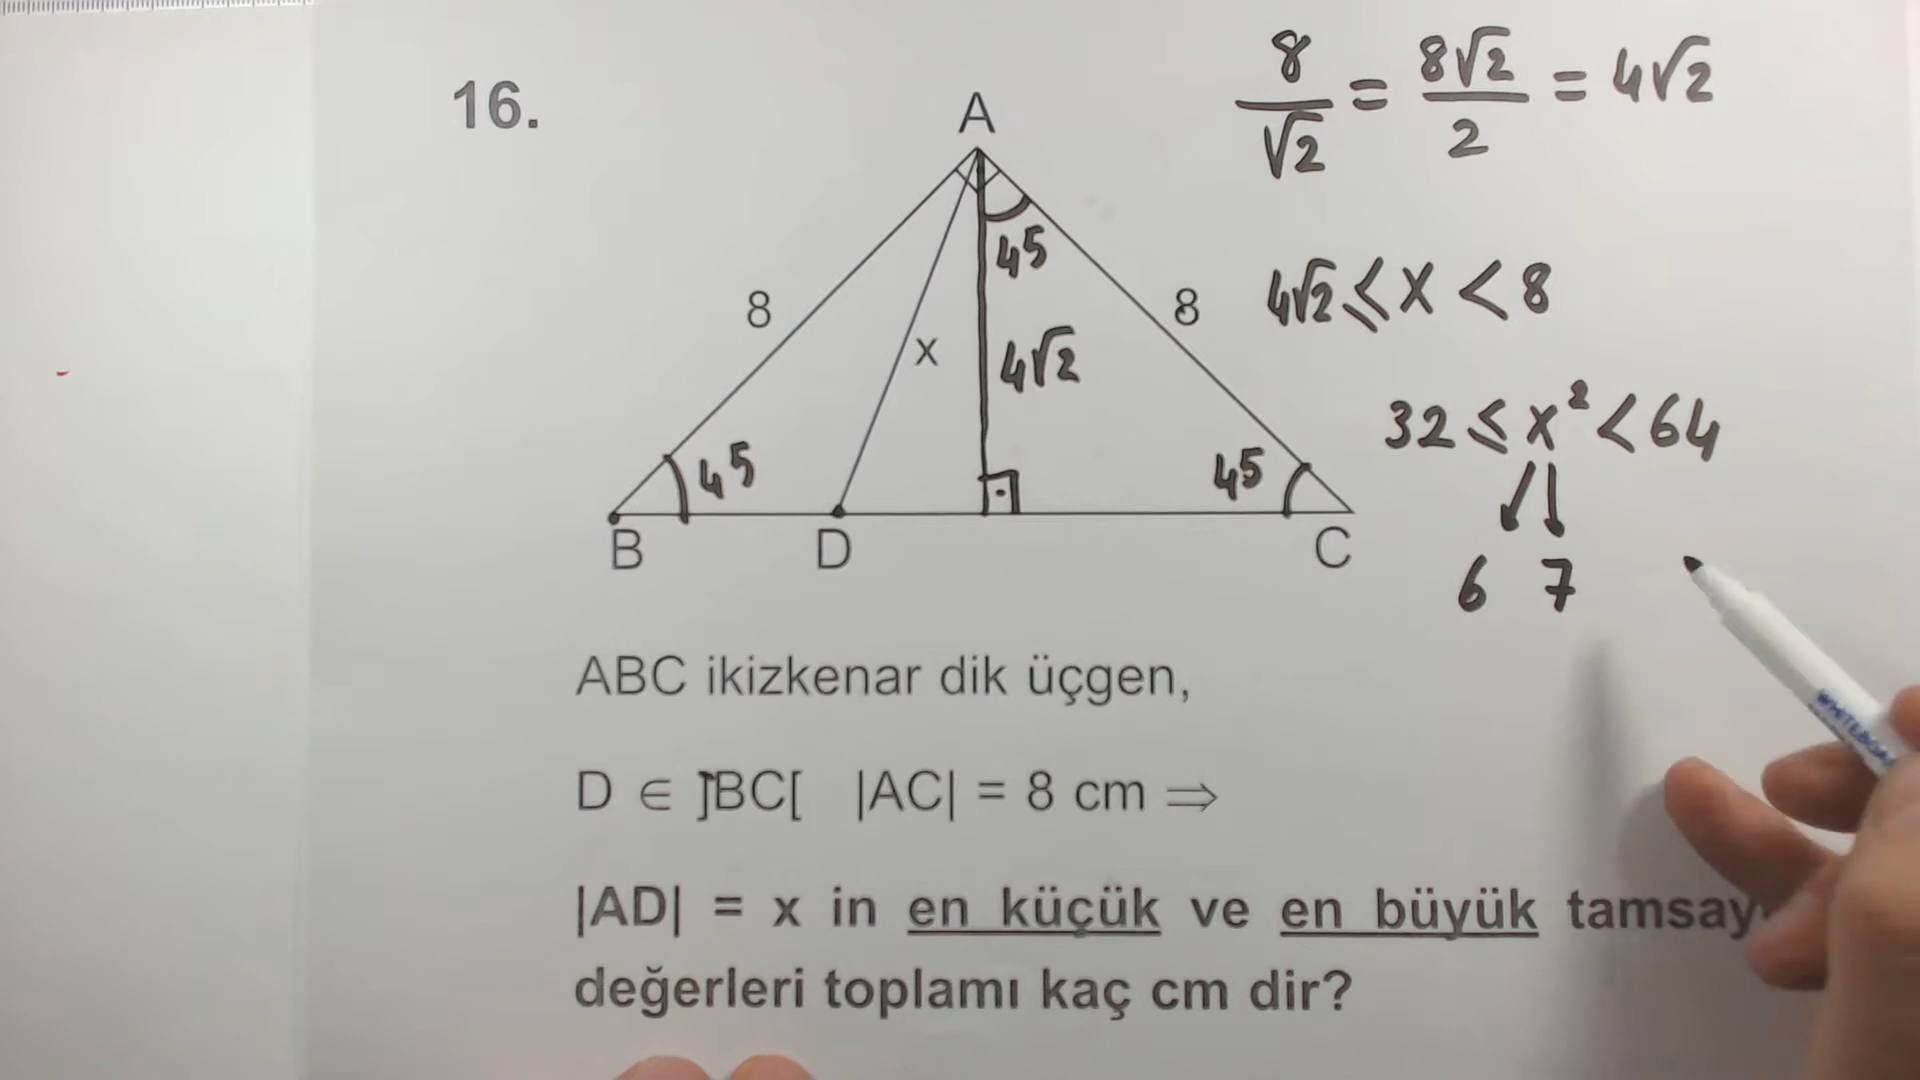 16.
A
8/√2 = 8√2/2 = 4√2
45
8
8
4√2 ≤ x < 8
x
4√2
32 ≤ x² < 64
45
45
B
D
C
6 7
ABC ikizkenar dik üçgen,
D ∈ ]BC[ |AC| = 8 cm ⇒
|AD| = x in en küçük ve en büyük tamsay
değerleri toplamı kaç cm dir?